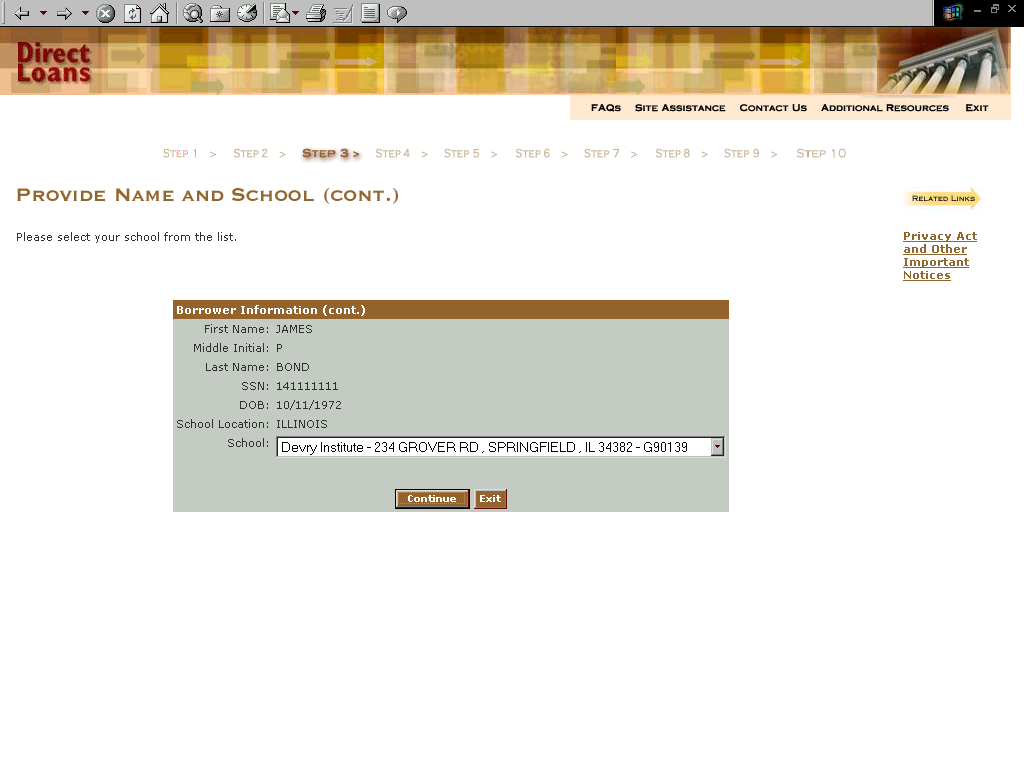 Direct
Loans
FAQs Site Assistance Contact Us Additional Resources Exit
Step 1 > Step 2 > Step 3 > Step 4 > Step 5 > Step 6 > Step 7 > Step 8 > Step 9 > Step 10
Provide Name and School (cont.)
Related Links
Please select your school from the list.
Privacy Act
and Other
Important
Notices
Borrower Information (cont.)
First Name: JAMES
Middle Initial: P
Last Name: BOND
SSN: 141111111
DOB: 10/11/1972
School Location: ILLINOIS
School: Devry Institute - 234 GROVER RD , SPRINGFIELD , IL 34382 - G90139
Continue Exit